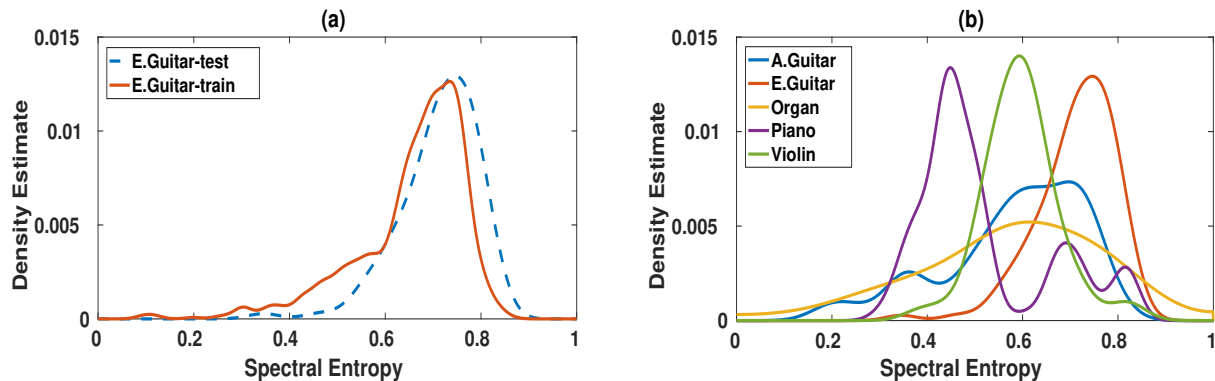 (a)
0.015
0.01
0.005
0
Density Estimate
E.Guitar-test
E.Guitar-train
0 0.2 0.4 0.6 0.8 1
Spectral Entropy
(b)
0.015
0.01
0.005
0
Density Estimate
A.Guitar
E.Guitar
Organ
Piano
Violin
0 0.2 0.4 0.6 0.8 1
Spectral Entropy